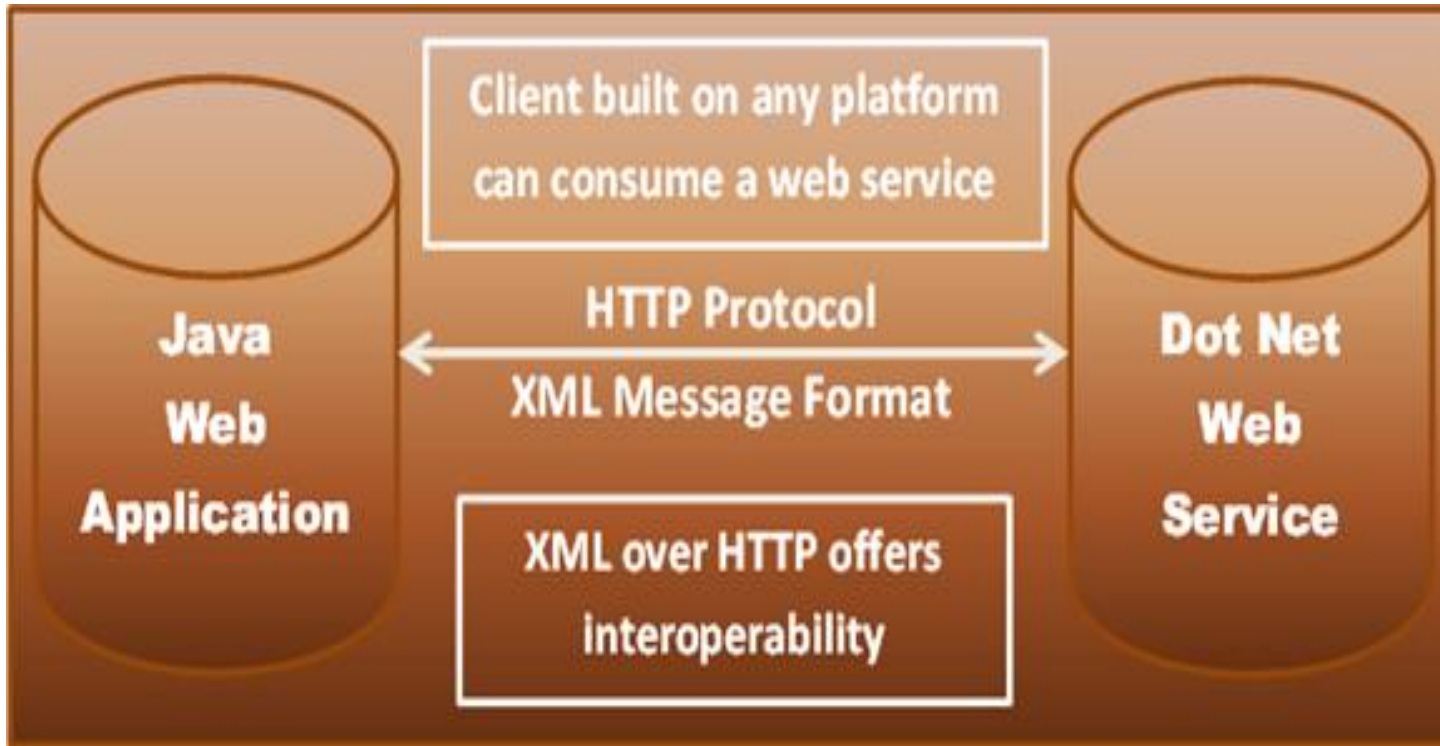 Client built on any platform
can consume a web service
Java
Web
Application
HTTP Protocol
XML Message Format
Dot Net
Web
Service
XML over HTTP offers
interoperability